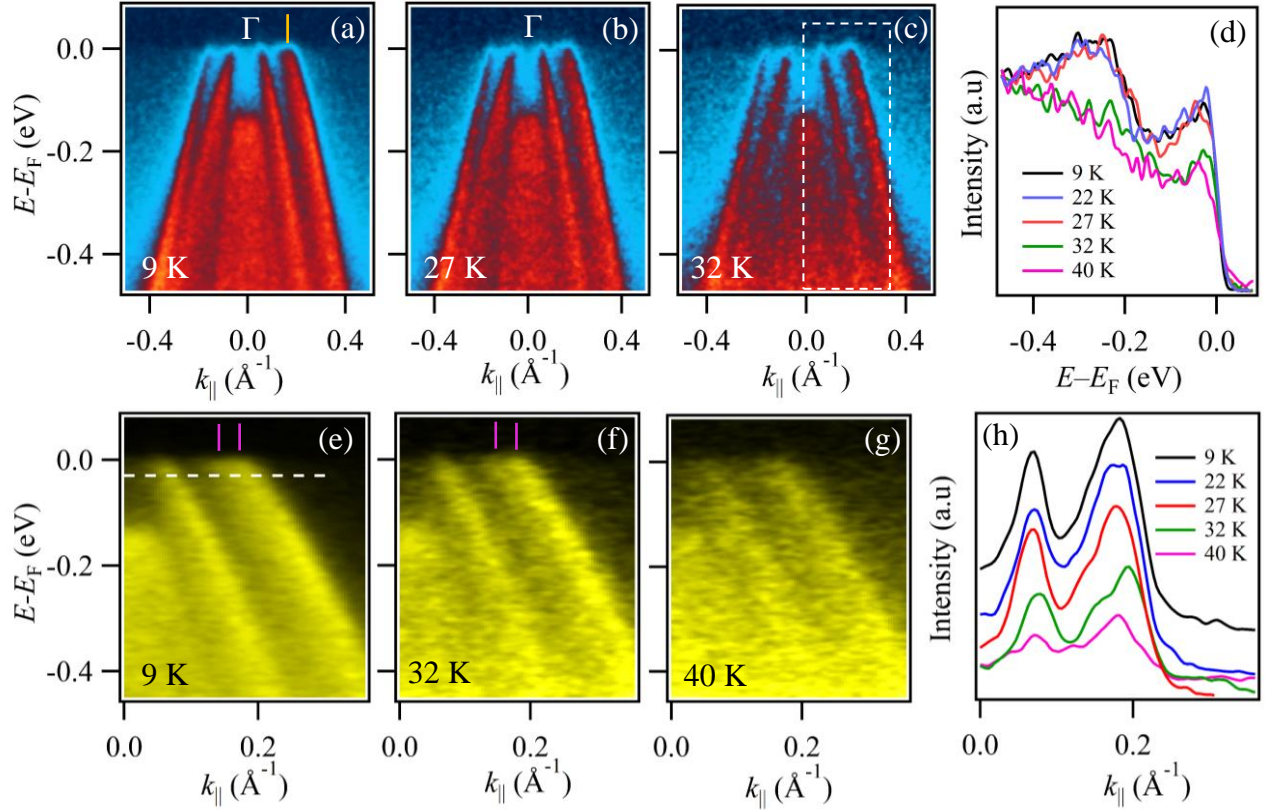 Γ
(a)
Γ
(b)
(c)
(d)
0.0
-0.2
-0.4
E-E_F (eV)
9 K
27 K
32 K
-0.4 0.0 0.4
k_|| (Å^-1)
-0.4 0.0 0.4
k_|| (Å^-1)
-0.4 0.0 0.4
k_|| (Å^-1)
Intensity (a.u)
9 K
22 K
27 K
32 K
40 K
-0.4 -0.2 0.0
E–E_F (eV)
(e)
(f)
(g)
(h)
0.0
-0.2
-0.4
E-E_F (eV)
9 K
32 K
40 K
0.0 0.2
k_|| (Å^-1)
0.0 0.2
k_|| (Å^-1)
0.0 0.2
k_|| (Å^-1)
Intensity (a.u)
9 K
22 K
27 K
32 K
40 K
0.0 0.2
k_|| (Å^-1)